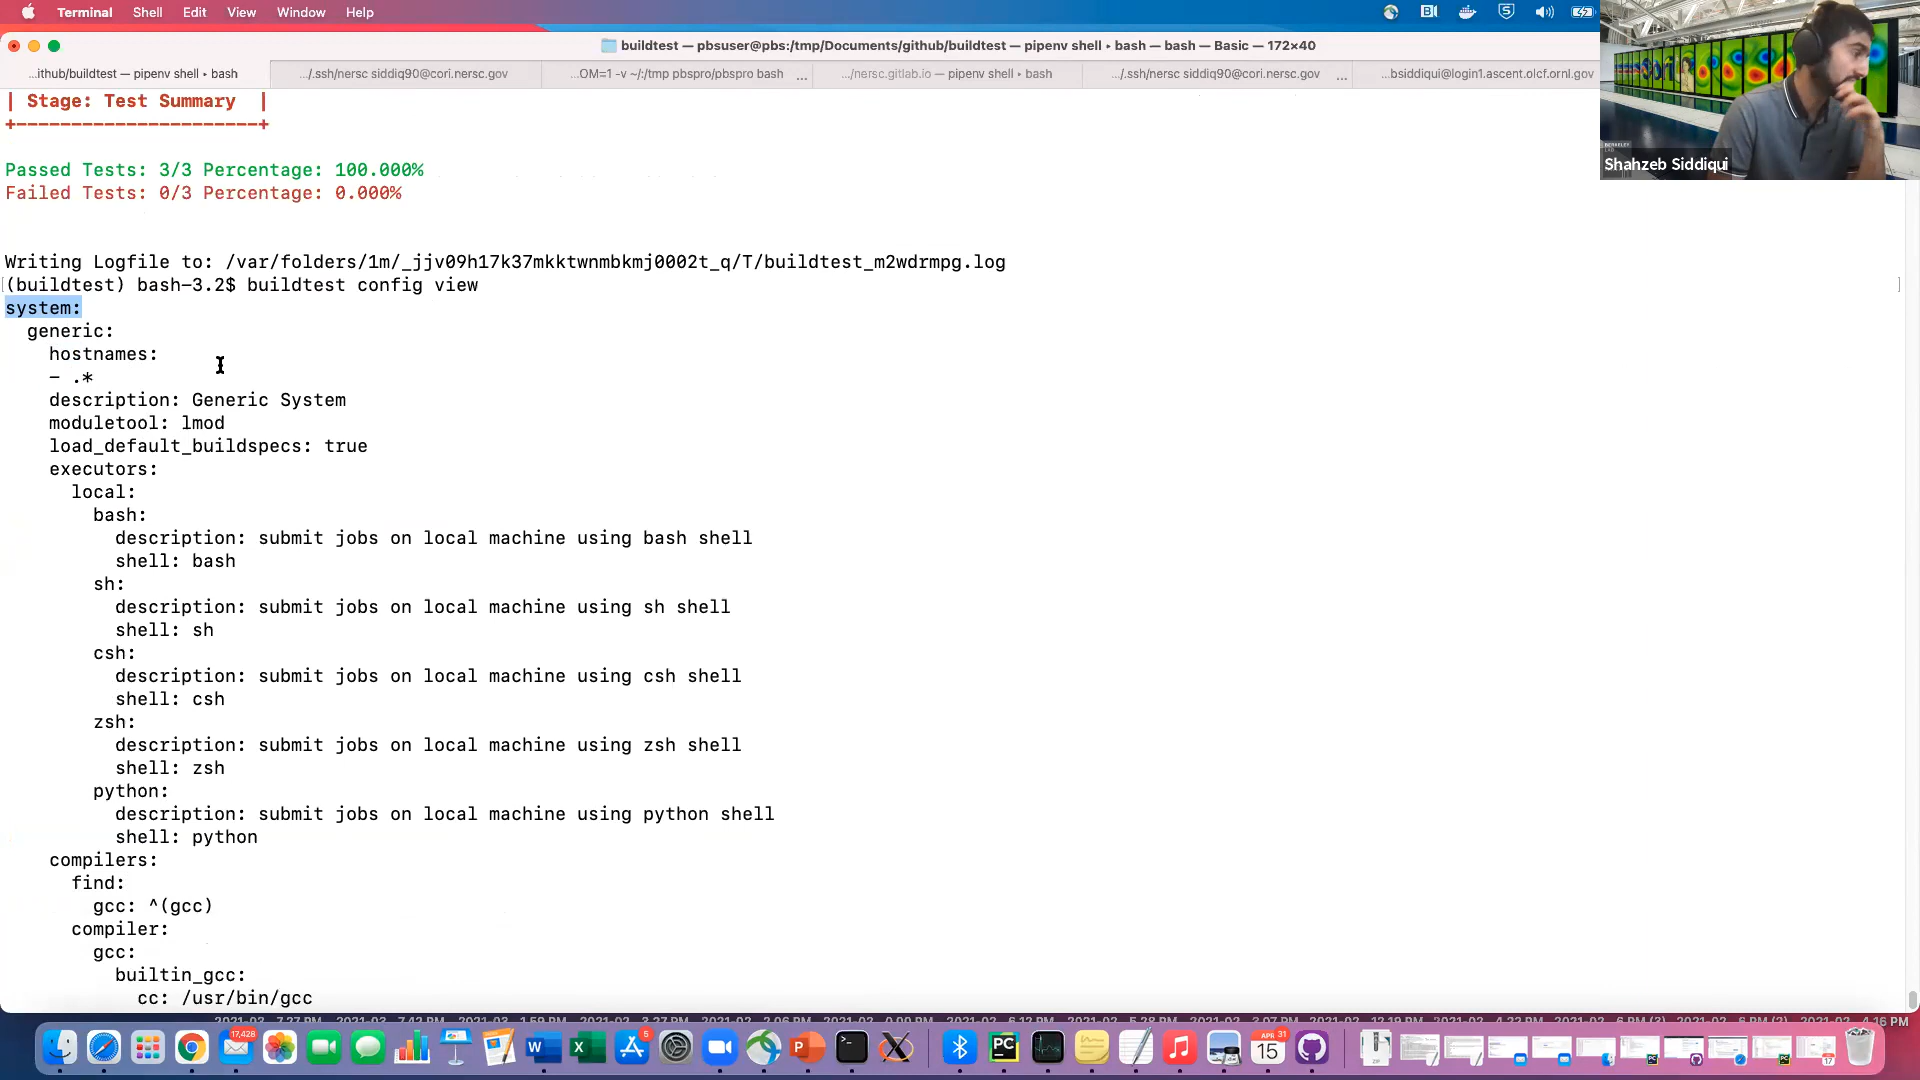 Terminal Shell Edit View Window Help
buildtest — pbsuser@pbs:/tmp/Documents/github/buildtest — pipenv shell ▸ bash — bash — Basic — 172×40
...ithub/buildtest — pipenv shell ▸ bash
.../.ssh/nersc siddiq90@cori.nersc.gov
...OM=1 -v ~/:/tmp pbspro/pbspro bash ...
.../nersc.gitlab.io — pipenv shell ▸ bash
.../.ssh/nersc siddiq90@cori.nersc.gov ...
...bsiddiqui@login1.ascent.olcf.ornl.gov
| Stage: Test Summary |
+----------------------+
Passed Tests: 3/3 Percentage: 100.000%
Failed Tests: 0/3 Percentage: 0.000%
Writing Logfile to: /var/folders/1m/_jjv09h17k37mkktwnmbkmj0002t_q/T/buildtest_m2wdrmpg.log
(buildtest) bash-3.2$ buildtest config view
system:
generic:
hostnames:
- .*
description: Generic System
moduletool: lmod
load_default_buildspecs: true
executors:
local:
bash:
description: submit jobs on local machine using bash shell
shell: bash
sh:
description: submit jobs on local machine using sh shell
shell: sh
csh:
description: submit jobs on local machine using csh shell
shell: csh
zsh:
description: submit jobs on local machine using zsh shell
shell: zsh
python:
description: submit jobs on local machine using python shell
shell: python
compilers:
find:
gcc: ^(gcc)
compiler:
gcc:
builtin_gcc:
cc: /usr/bin/gcc
Shahzeb Siddiqui
17,428
5
APR 31
15
PC